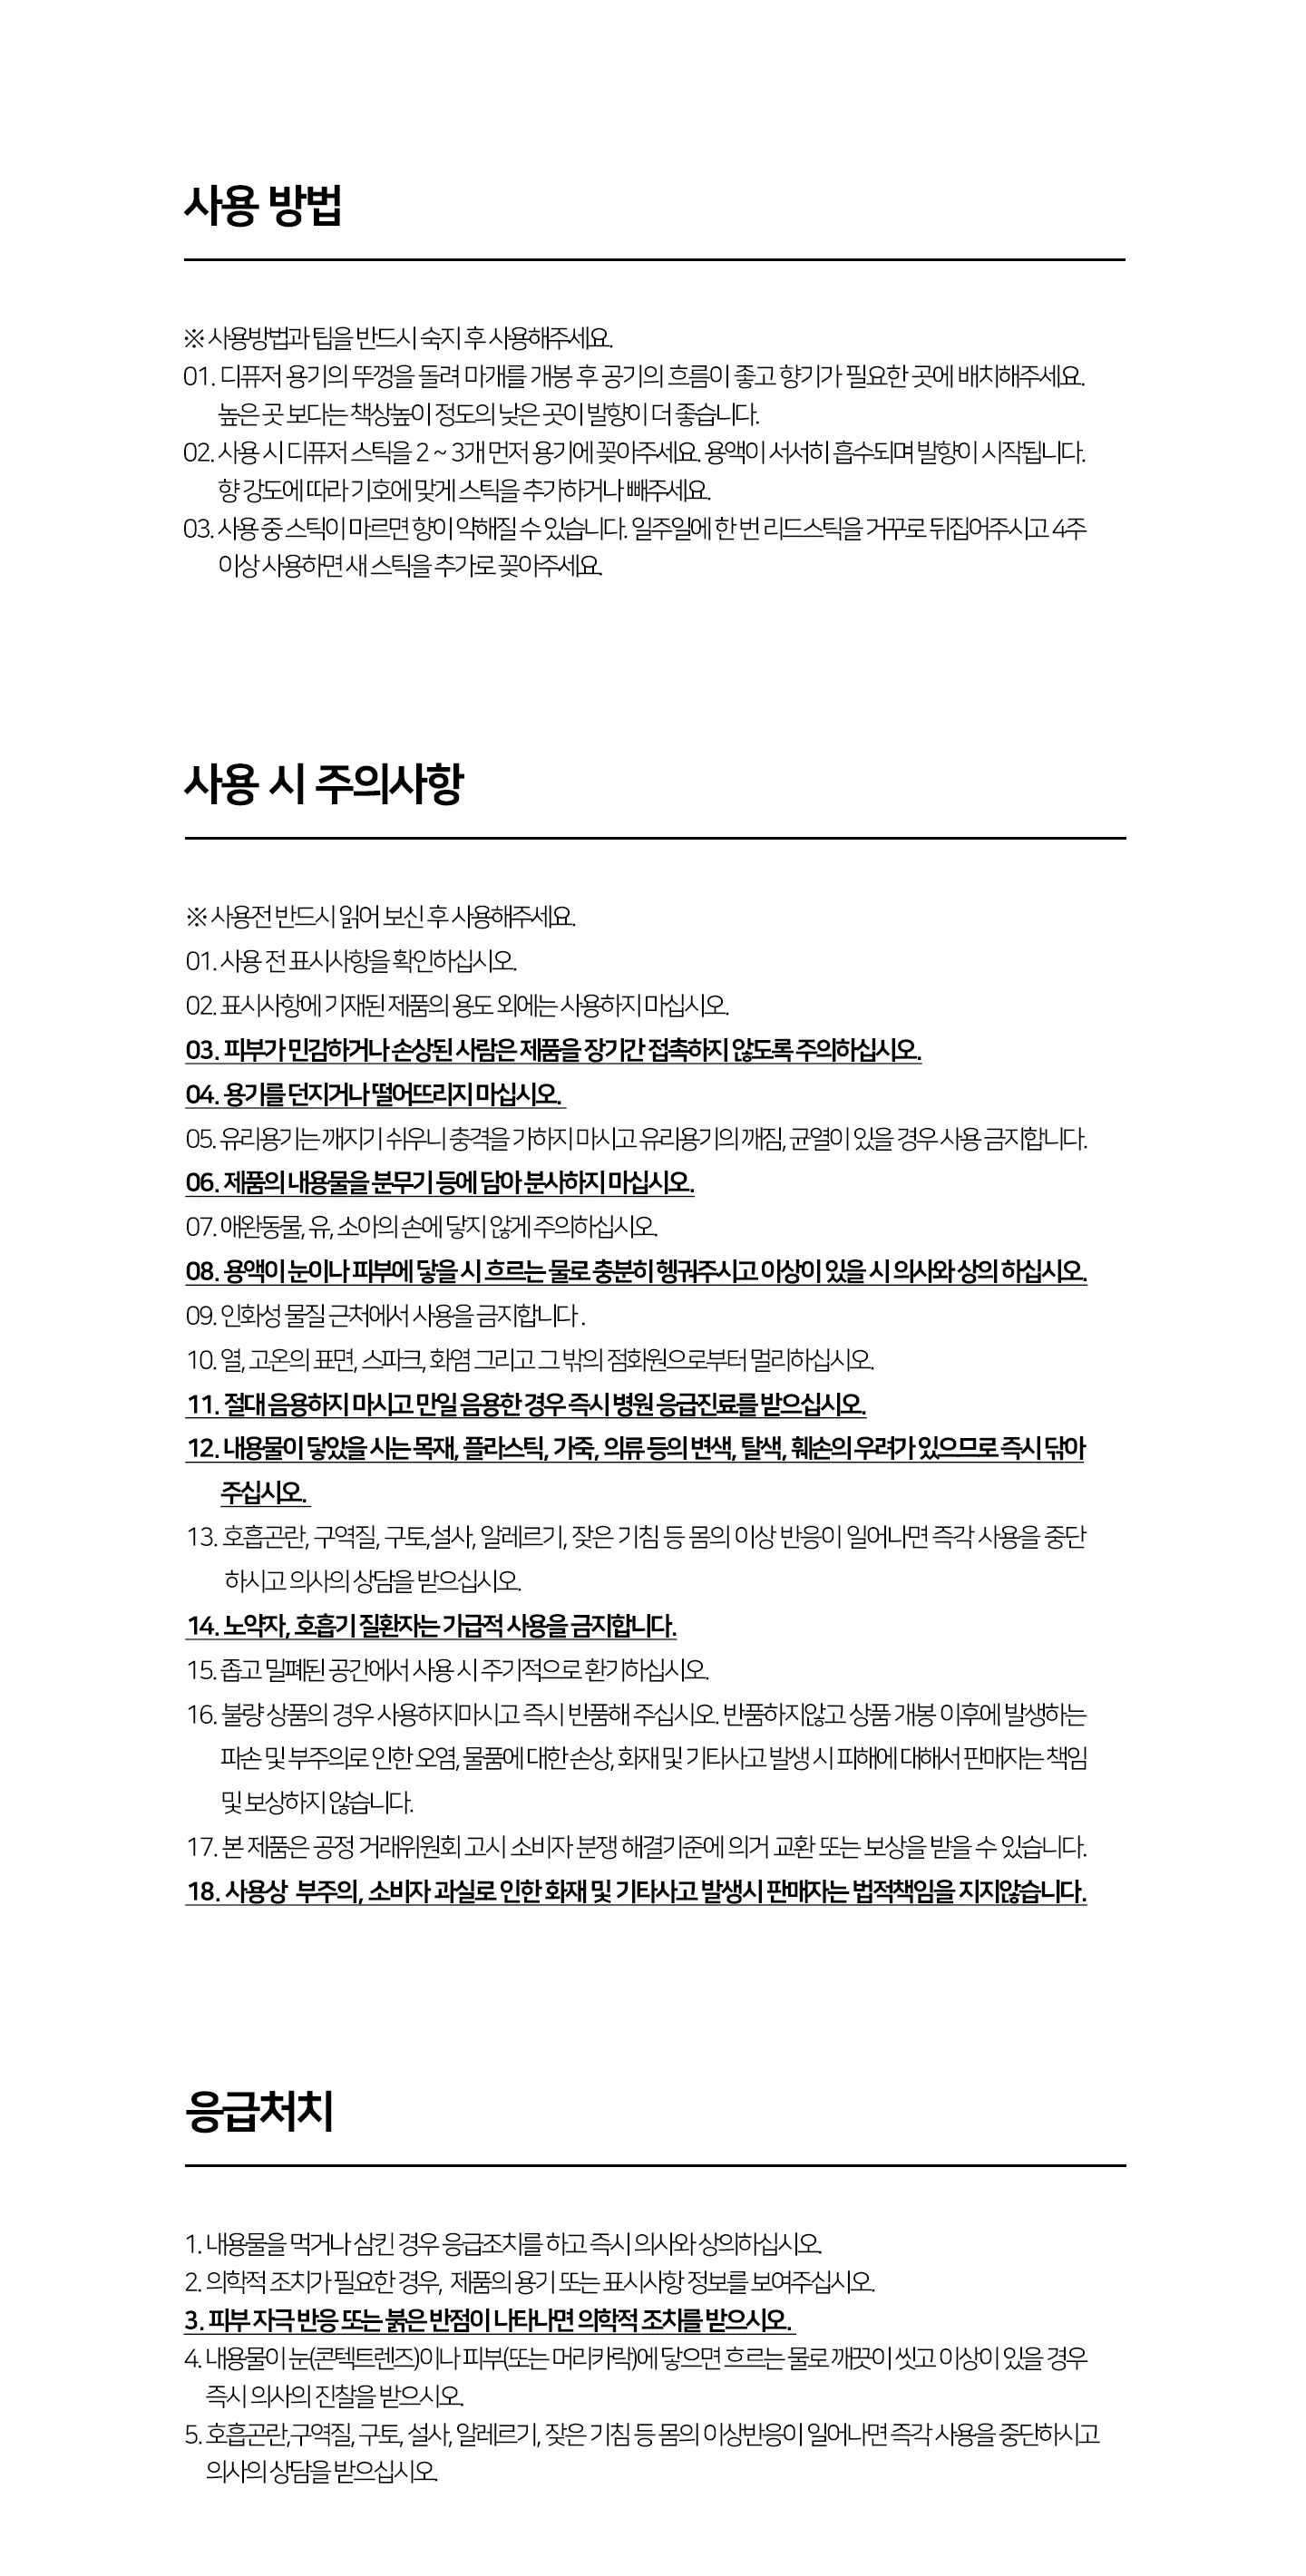 사용 방법
※ 사용방법과 팁을 반드시 숙지 후 사용해주세요.
01. 디퓨저 용기의 뚜껑을 돌려 마개를 개봉 후 공기의 흐름이 좋고 향기가 필요한 곳에 배치해주세요.
높은 곳 보다는 책상높이 정도의 낮은 곳이 발향이 더 좋습니다.
02. 사용 시 디퓨저 스틱을 2 ~ 3개 먼저 용기에 꽂아주세요. 용액이 서서히 흡수되며 발향이 시작됩니다.
향 강도에 따라 기호에 맞게 스틱을 추가하거나 빼주세요.
03. 사용 중 스틱이 마르면 향이 약해질 수 있습니다. 일주일에 한 번 리드스틱을 거꾸로 뒤집어주시고 4주
이상 사용하면 새 스틱을 추가로 꽂아주세요.
사용 시 주의사항
※ 사용전 반드시 읽어 보신 후 사용해주세요.
01. 사용 전 표시사항을 확인하십시오.
02. 표시사항에 기재된 제품의 용도 외에는 사용하지 마십시오.
03. 피부가 민감하거나 손상된 사람은 제품을 장기간 접촉하지 않도록 주의하십시오.
04. 용기를 던지거나 떨어뜨리지 마십시오.
05. 유리용기는 깨지기 쉬우니 충격을 가하지 마시고 유리용기의 깨짐, 균열이 있을 경우 사용 금지합니다.
06. 제품의 내용물을 분무기 등에 담아 분사하지 마십시오.
07. 애완동물, 유, 소아의 손에 닿지 않게 주의하십시오.
08. 용액이 눈이나 피부에 닿을 시 흐르는 물로 충분히 헹궈주시고 이상이 있을 시 의사와 상의 하십시오.
09. 인화성 물질 근처에서 사용을 금지합니다 .
10. 열, 고온의 표면, 스파크, 화염 그리고 그 밖의 점화원으로부터 멀리하십시오.
11. 절대 음용하지 마시고 만일 음용한 경우 즉시 병원 응급진료를 받으십시오.
12. 내용물이 닿았을 시는 목재, 플라스틱, 가죽, 의류 등의 변색, 탈색, 훼손의 우려가 있으므로 즉시 닦아
주십시오.
13. 호흡곤란, 구역질, 구토,설사, 알레르기, 잦은 기침 등 몸의 이상 반응이 일어나면 즉각 사용을 중단
하시고 의사의 상담을 받으십시오.
14. 노약자, 호흡기 질환자는 가급적 사용을 금지합니다.
15. 좁고 밀폐된 공간에서 사용 시 주기적으로 환기하십시오.
16. 불량 상품의 경우 사용하지마시고 즉시 반품해 주십시오. 반품하지않고 상품 개봉 이후에 발생하는
파손 및 부주의로 인한 오염, 물품에 대한 손상, 화재 및 기타사고 발생 시 피해에 대해서 판매자는 책임
및 보상하지 않습니다.
17. 본 제품은 공정 거래위원회 고시 소비자 분쟁 해결기준에 의거 교환 또는 보상을 받을 수 있습니다.
18. 사용상 부주의, 소비자 과실로 인한 화재 및 기타사고 발생시 판매자는 법적책임을 지지않습니다.
응급처치
1. 내용물을 먹거나 삼킨 경우 응급조치를 하고 즉시 의사와 상의하십시오.
2. 의학적 조치가 필요한 경우, 제품의 용기 또는 표시사항 정보를 보여주십시오.
3. 피부 자극 반응 또는 붉은 반점이 나타나면 의학적 조치를 받으시오.
4. 내용물이 눈(콘텍트렌즈)이나 피부(또는 머리카락)에 닿으면 흐르는 물로 깨끗이 씻고 이상이 있을 경우
즉시 의사의 진찰을 받으시오.
5. 호흡곤란,구역질, 구토, 설사, 알레르기, 잦은 기침 등 몸의 이상반응이 일어나면 즉각 사용을 중단하시고
의사의 상담을 받으십시오.